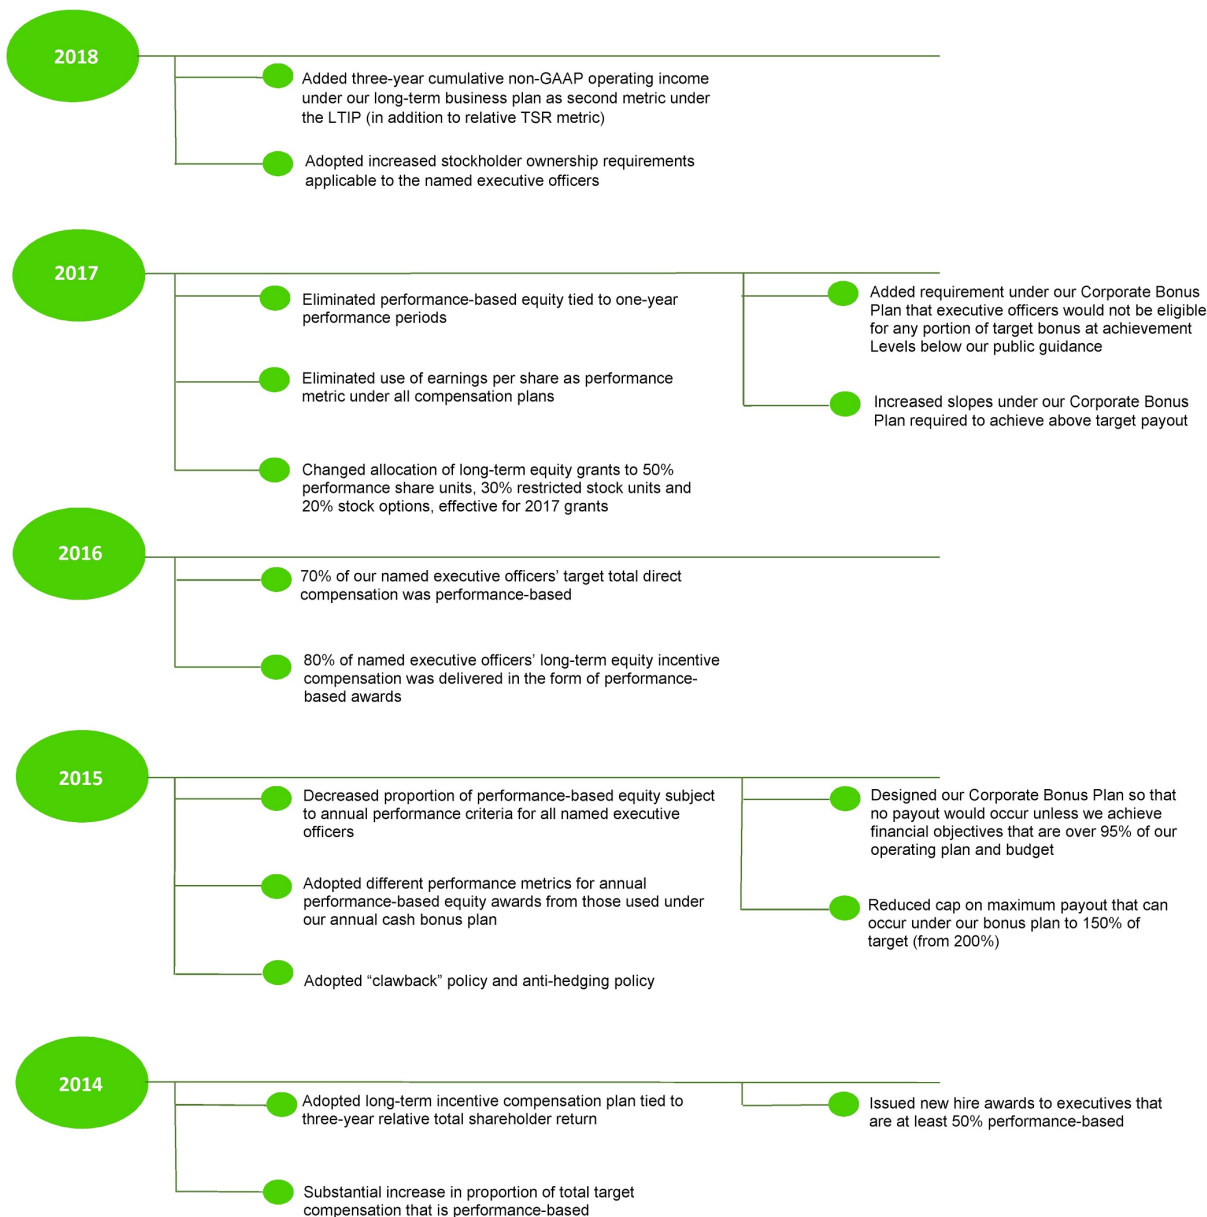 2018
Added three-year cumulative non-GAAP operating income
under our long-term business plan as second metric under
the LTIP (in addition to relative TSR metric)
Adopted increased stockholder ownership requirements
applicable to the named executive officers
2017
Eliminated performance-based equity tied to one-year
performance periods
Eliminated use of earnings per share as performance
metric under all compensation plans
Changed allocation of long-term equity grants to 50%
performance share units, 30% restricted stock units and
20% stock options, effective for 2017 grants
Added requirement under our Corporate Bonus
Plan that executive officers would not be eligible
for any portion of target bonus at achievement
Levels below our public guidance
Increased slopes under our Corporate Bonus
Plan required to achieve above target payout
2016
70% of our named executive officers’ target total direct
compensation was performance-based
80% of named executive officers’ long-term equity incentive
compensation was delivered in the form of performance-
based awards
2015
Decreased proportion of performance-based equity subject
to annual performance criteria for all named executive
officers
Adopted different performance metrics for annual
performance-based equity awards from those used under
our annual cash bonus plan
Adopted “clawback” policy and anti-hedging policy
Designed our Corporate Bonus Plan so that
no payout would occur unless we achieve
financial objectives that are over 95% of our
operating plan and budget
Reduced cap on maximum payout that can
occur under our bonus plan to 150% of
target (from 200%)
2014
Adopted long-term incentive compensation plan tied to
three-year relative total shareholder return
Substantial increase in proportion of total target
compensation that is performance-based
Issued new hire awards to executives that
are at least 50% performance-based